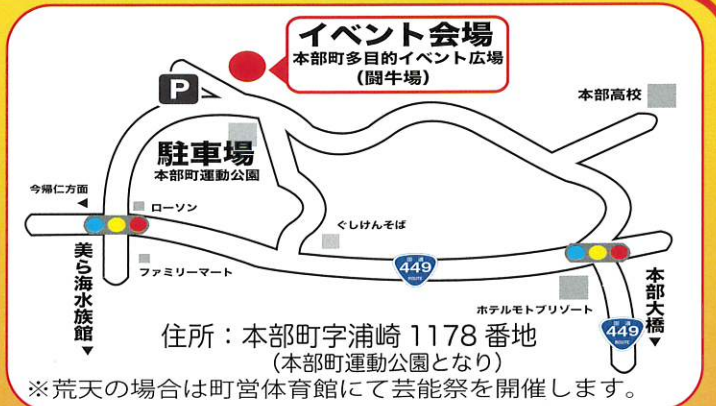 イベント会場
本部町多目的イベント広場
(闘牛場)
P
本部高校
駐車場
本部町運動公園
今帰仁方面
◀
ローソン
ぐしけんそば
美ら海水族館▼
ファミリーマート
国道
449
ROUTE
ホテルモトブリゾート
本部大橋▼
国道
449
ROUTE
住所:本部町字浦崎 1178 番地
(本部町運動公園となり)
※荒天の場合は町営体育館にて芸能祭を開催します。